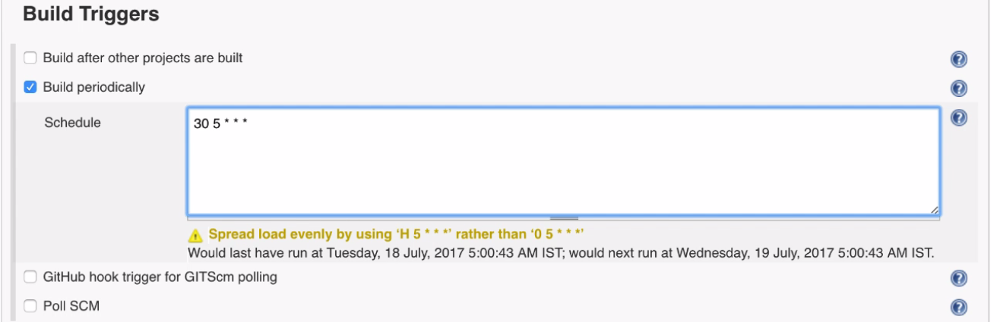 Build Triggers
Build after other projects are built
Build periodically
Schedule
30 5 * * *
Spread load evenly by using ‘H 5 * * *’ rather than ‘0 5 * * *’
Would last have run at Tuesday, 18 July, 2017 5:00:43 AM IST; would next run at Wednesday, 19 July, 2017 5:00:43 AM IST.
GitHub hook trigger for GITScm polling
Poll SCM